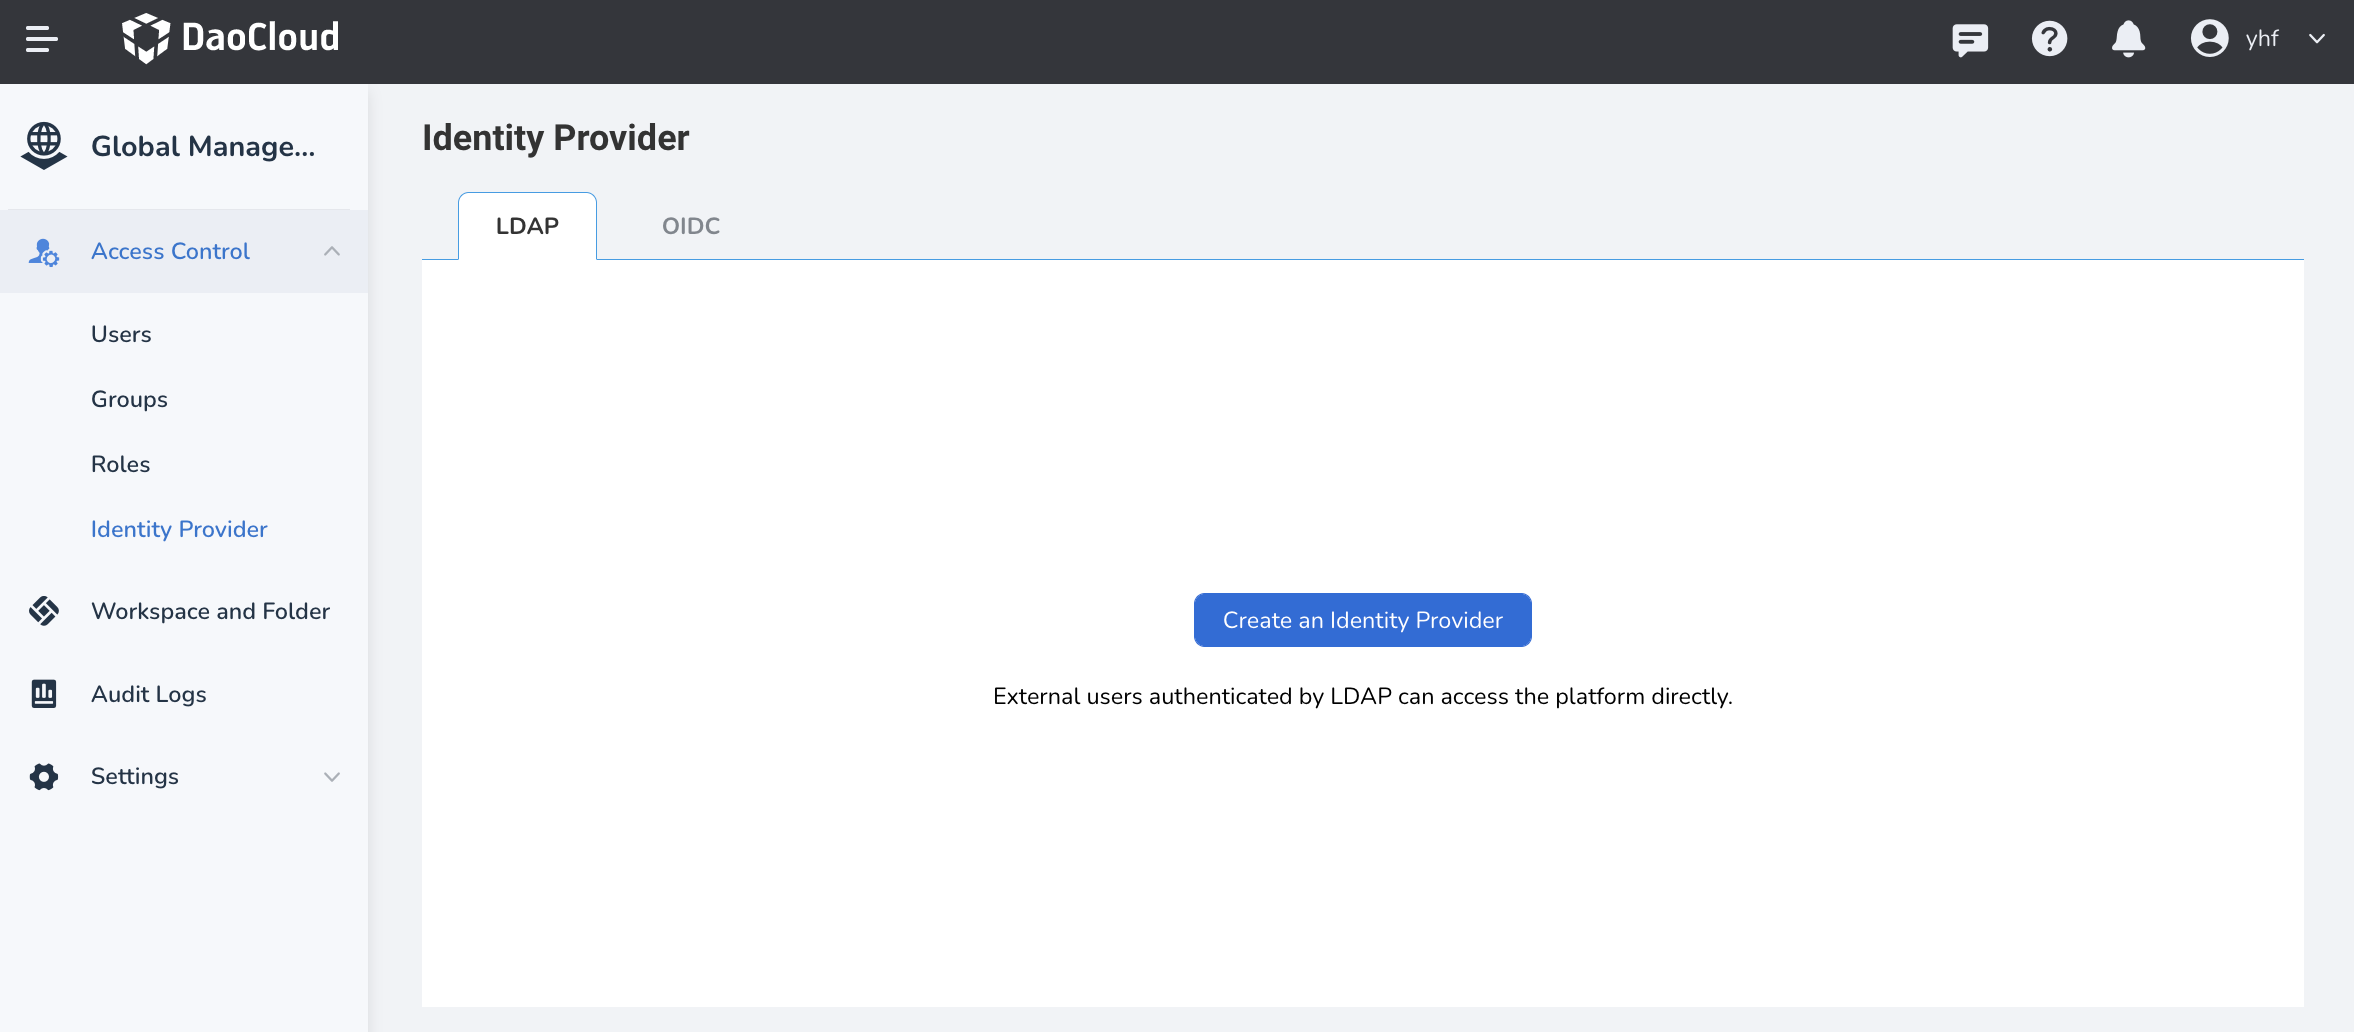 DaoCloud
yhf
Global Manage...
Access Control
Users
Groups
Roles
Identity Provider
Workspace and Folder
Audit Logs
Settings
Identity Provider
LDAP
OIDC
Create an Identity Provider
External users authenticated by LDAP can access the platform directly.